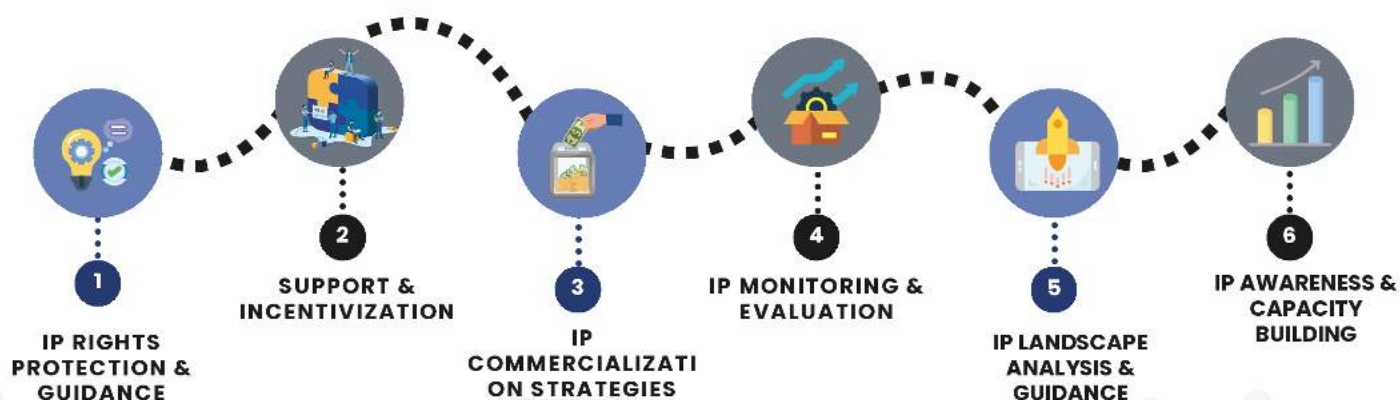 1
IP RIGHTS
PROTECTION &
GUIDANCE
2
SUPPORT &
INCENTIVIZATION
3
IP
COMMERCIALIZATI
ON STRATEGIES
4
IP MONITORING &
EVALUATION
5
IP LANDSCAPE
ANALYSIS &
GUIDANCE
6
IP AWARENESS &
CAPACITY
BUILDING